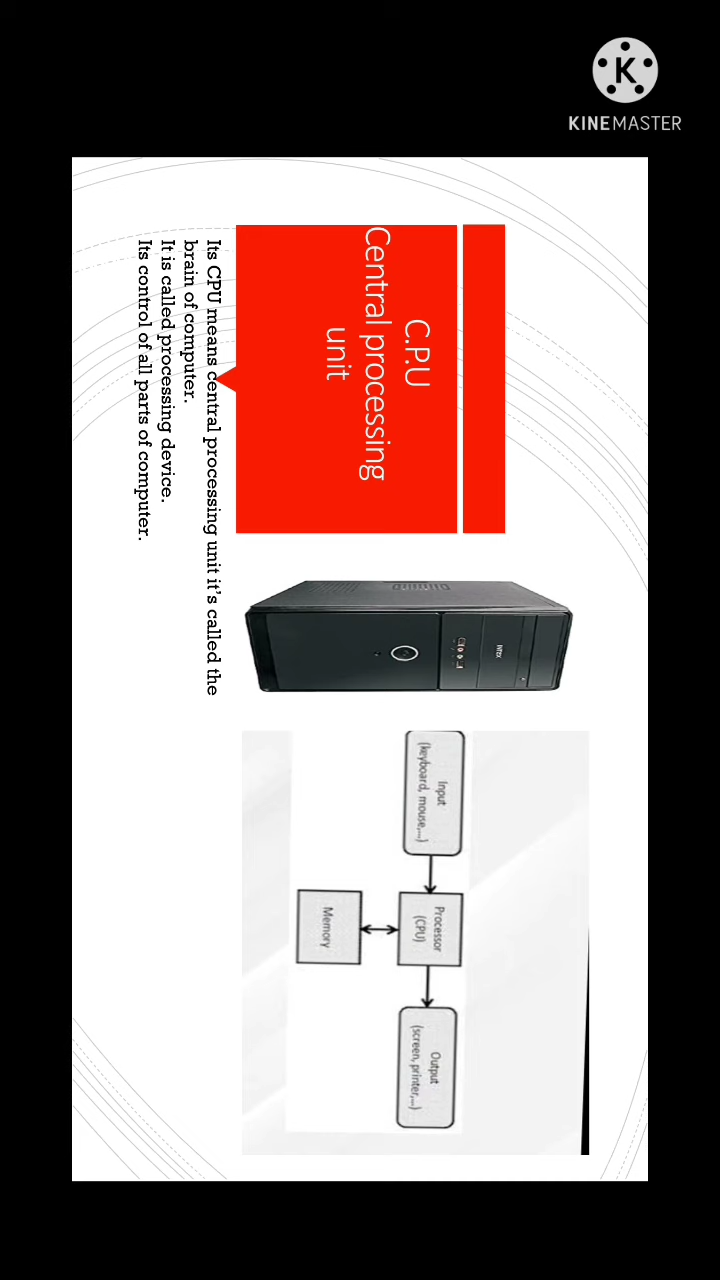 KINEMASTER
C.P.U
Central processing
unit
Its CPU means central processing unit it's called the
brain of computer.
It is called processing device.
Its control of all parts of computer.
Input
(keyboard, mouse,...)
Processor
(CPU)
Memory
Output
(screen, printer,...)